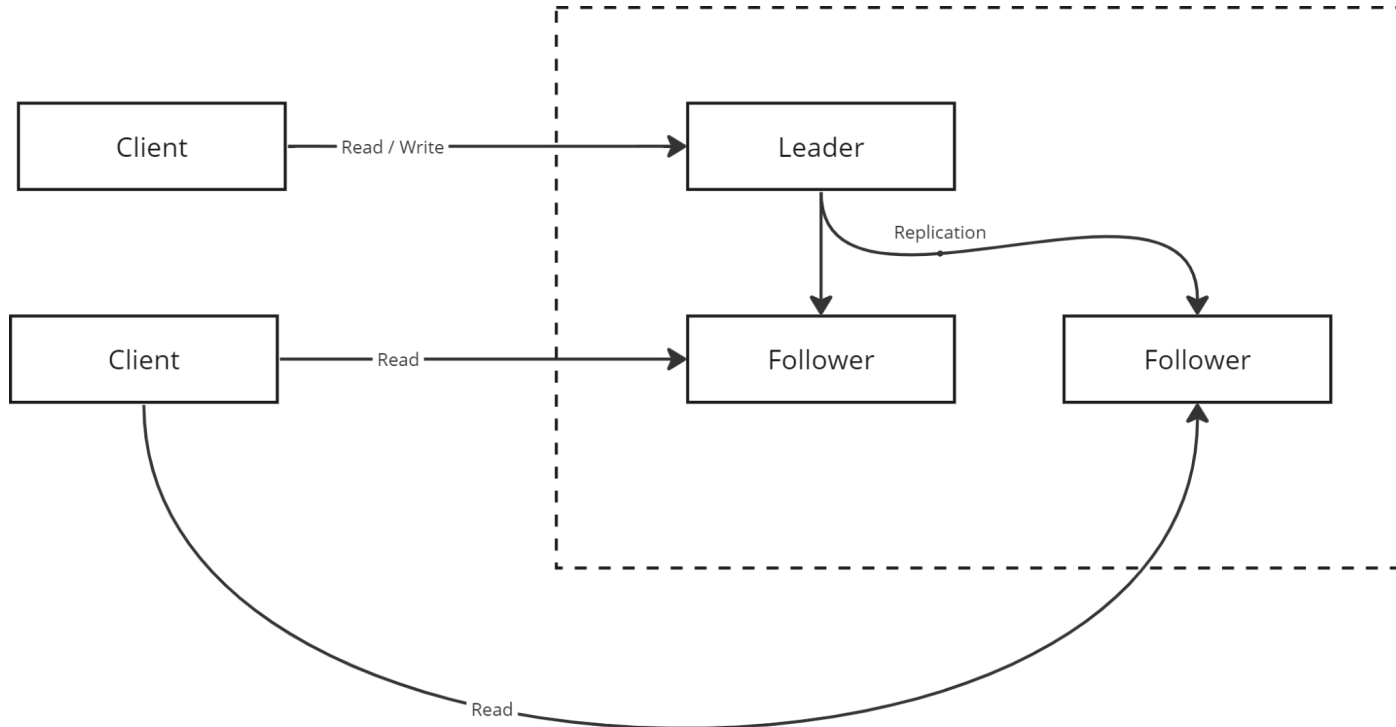 Client
Read / Write
Leader
Replication
Client
Read
Follower
Follower
Read